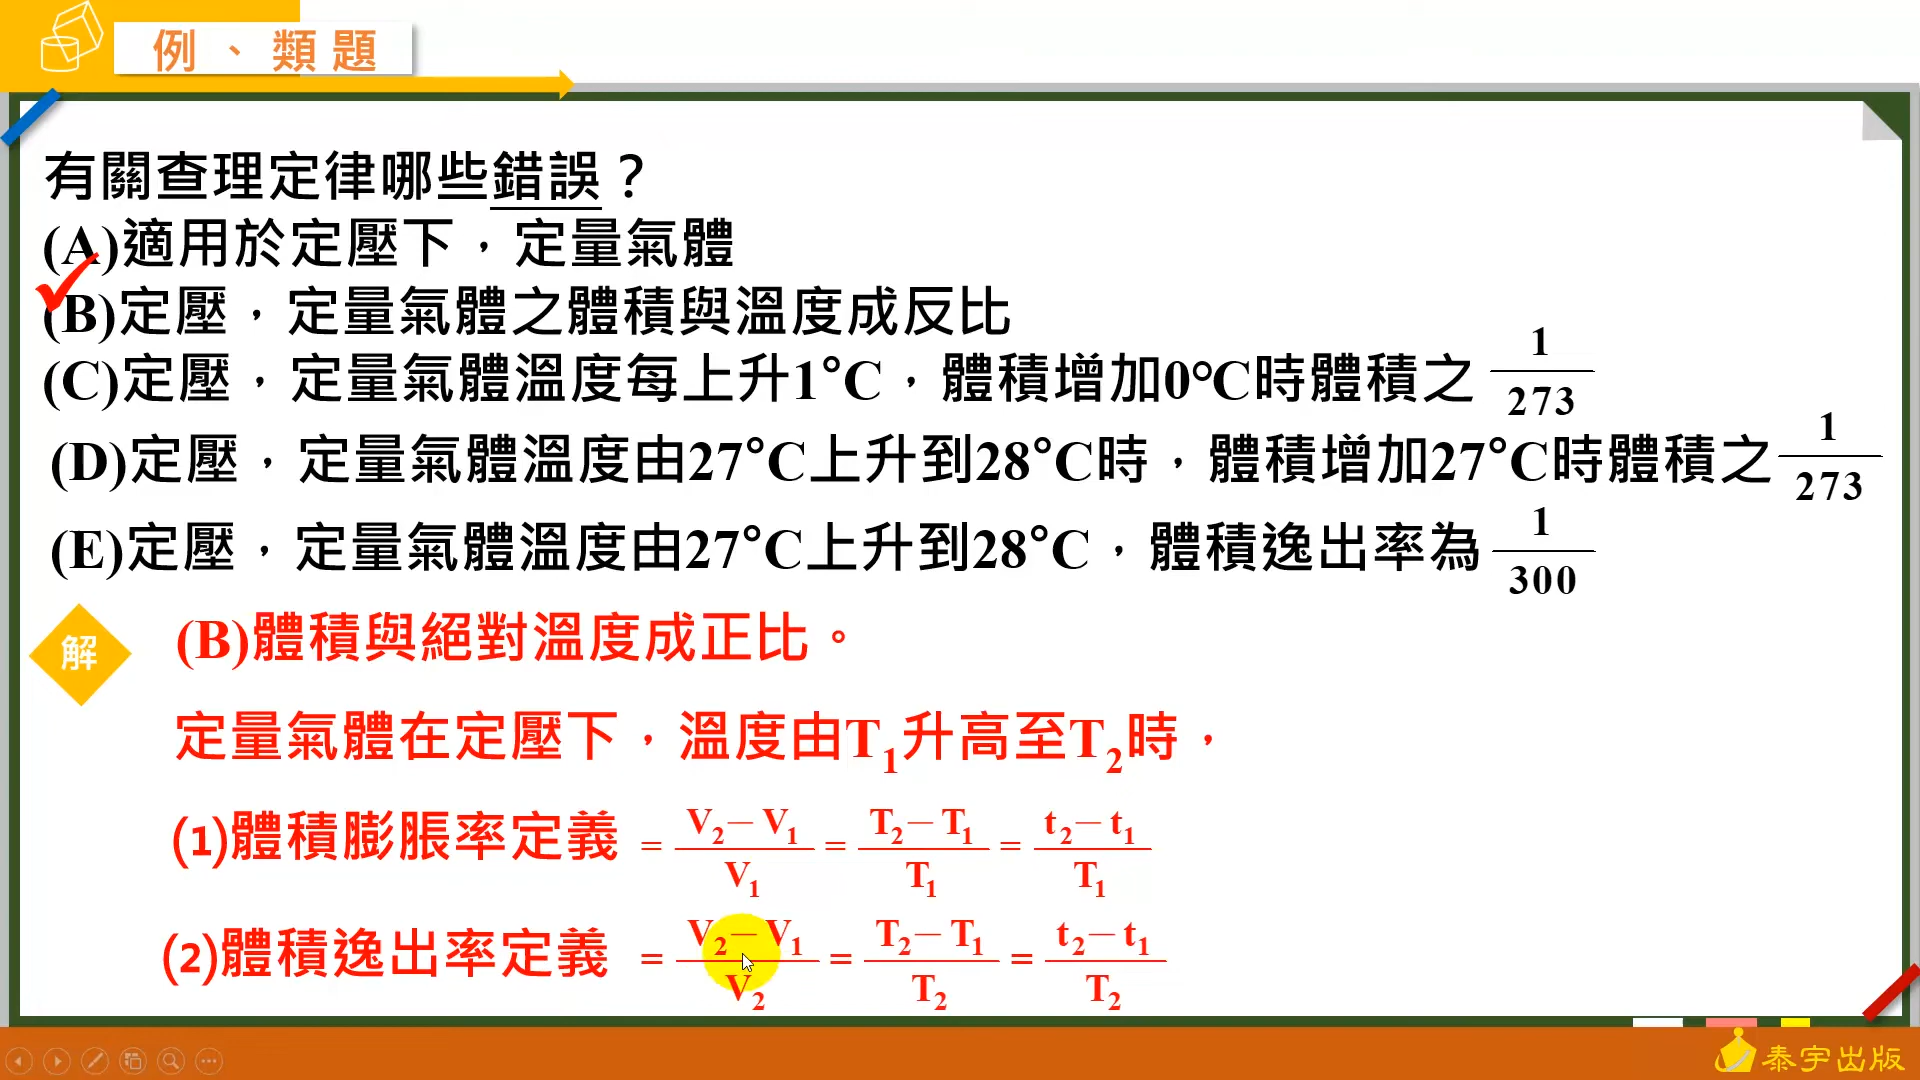 例、類題
有關查理定律哪些錯誤？
(A)適用於定壓下，定量氣體
(B)定壓，定量氣體之體積與溫度成反比
(C)定壓，定量氣體溫度每上升1°C，體積增加0°C時體積之 1/273
(D)定壓，定量氣體溫度由27°C上升到28°C時，體積增加27°C時體積之 1/273
(E)定壓，定量氣體溫度由27°C上升到28°C，體積逸出率為 1/300
解
(B)體積與絕對溫度成正比。
定量氣體在定壓下，溫度由T₁升高至T₂時，
(1)體積膨脹率定義 = (V₂－V₁)/V₁ = (T₂－T₁)/T₁ = (t₂－t₁)/T₁
(2)體積逸出率定義 = (V₂－V₁)/V₂ = (T₂－T₁)/T₂ = (t₂－t₁)/T₂
泰宇出版